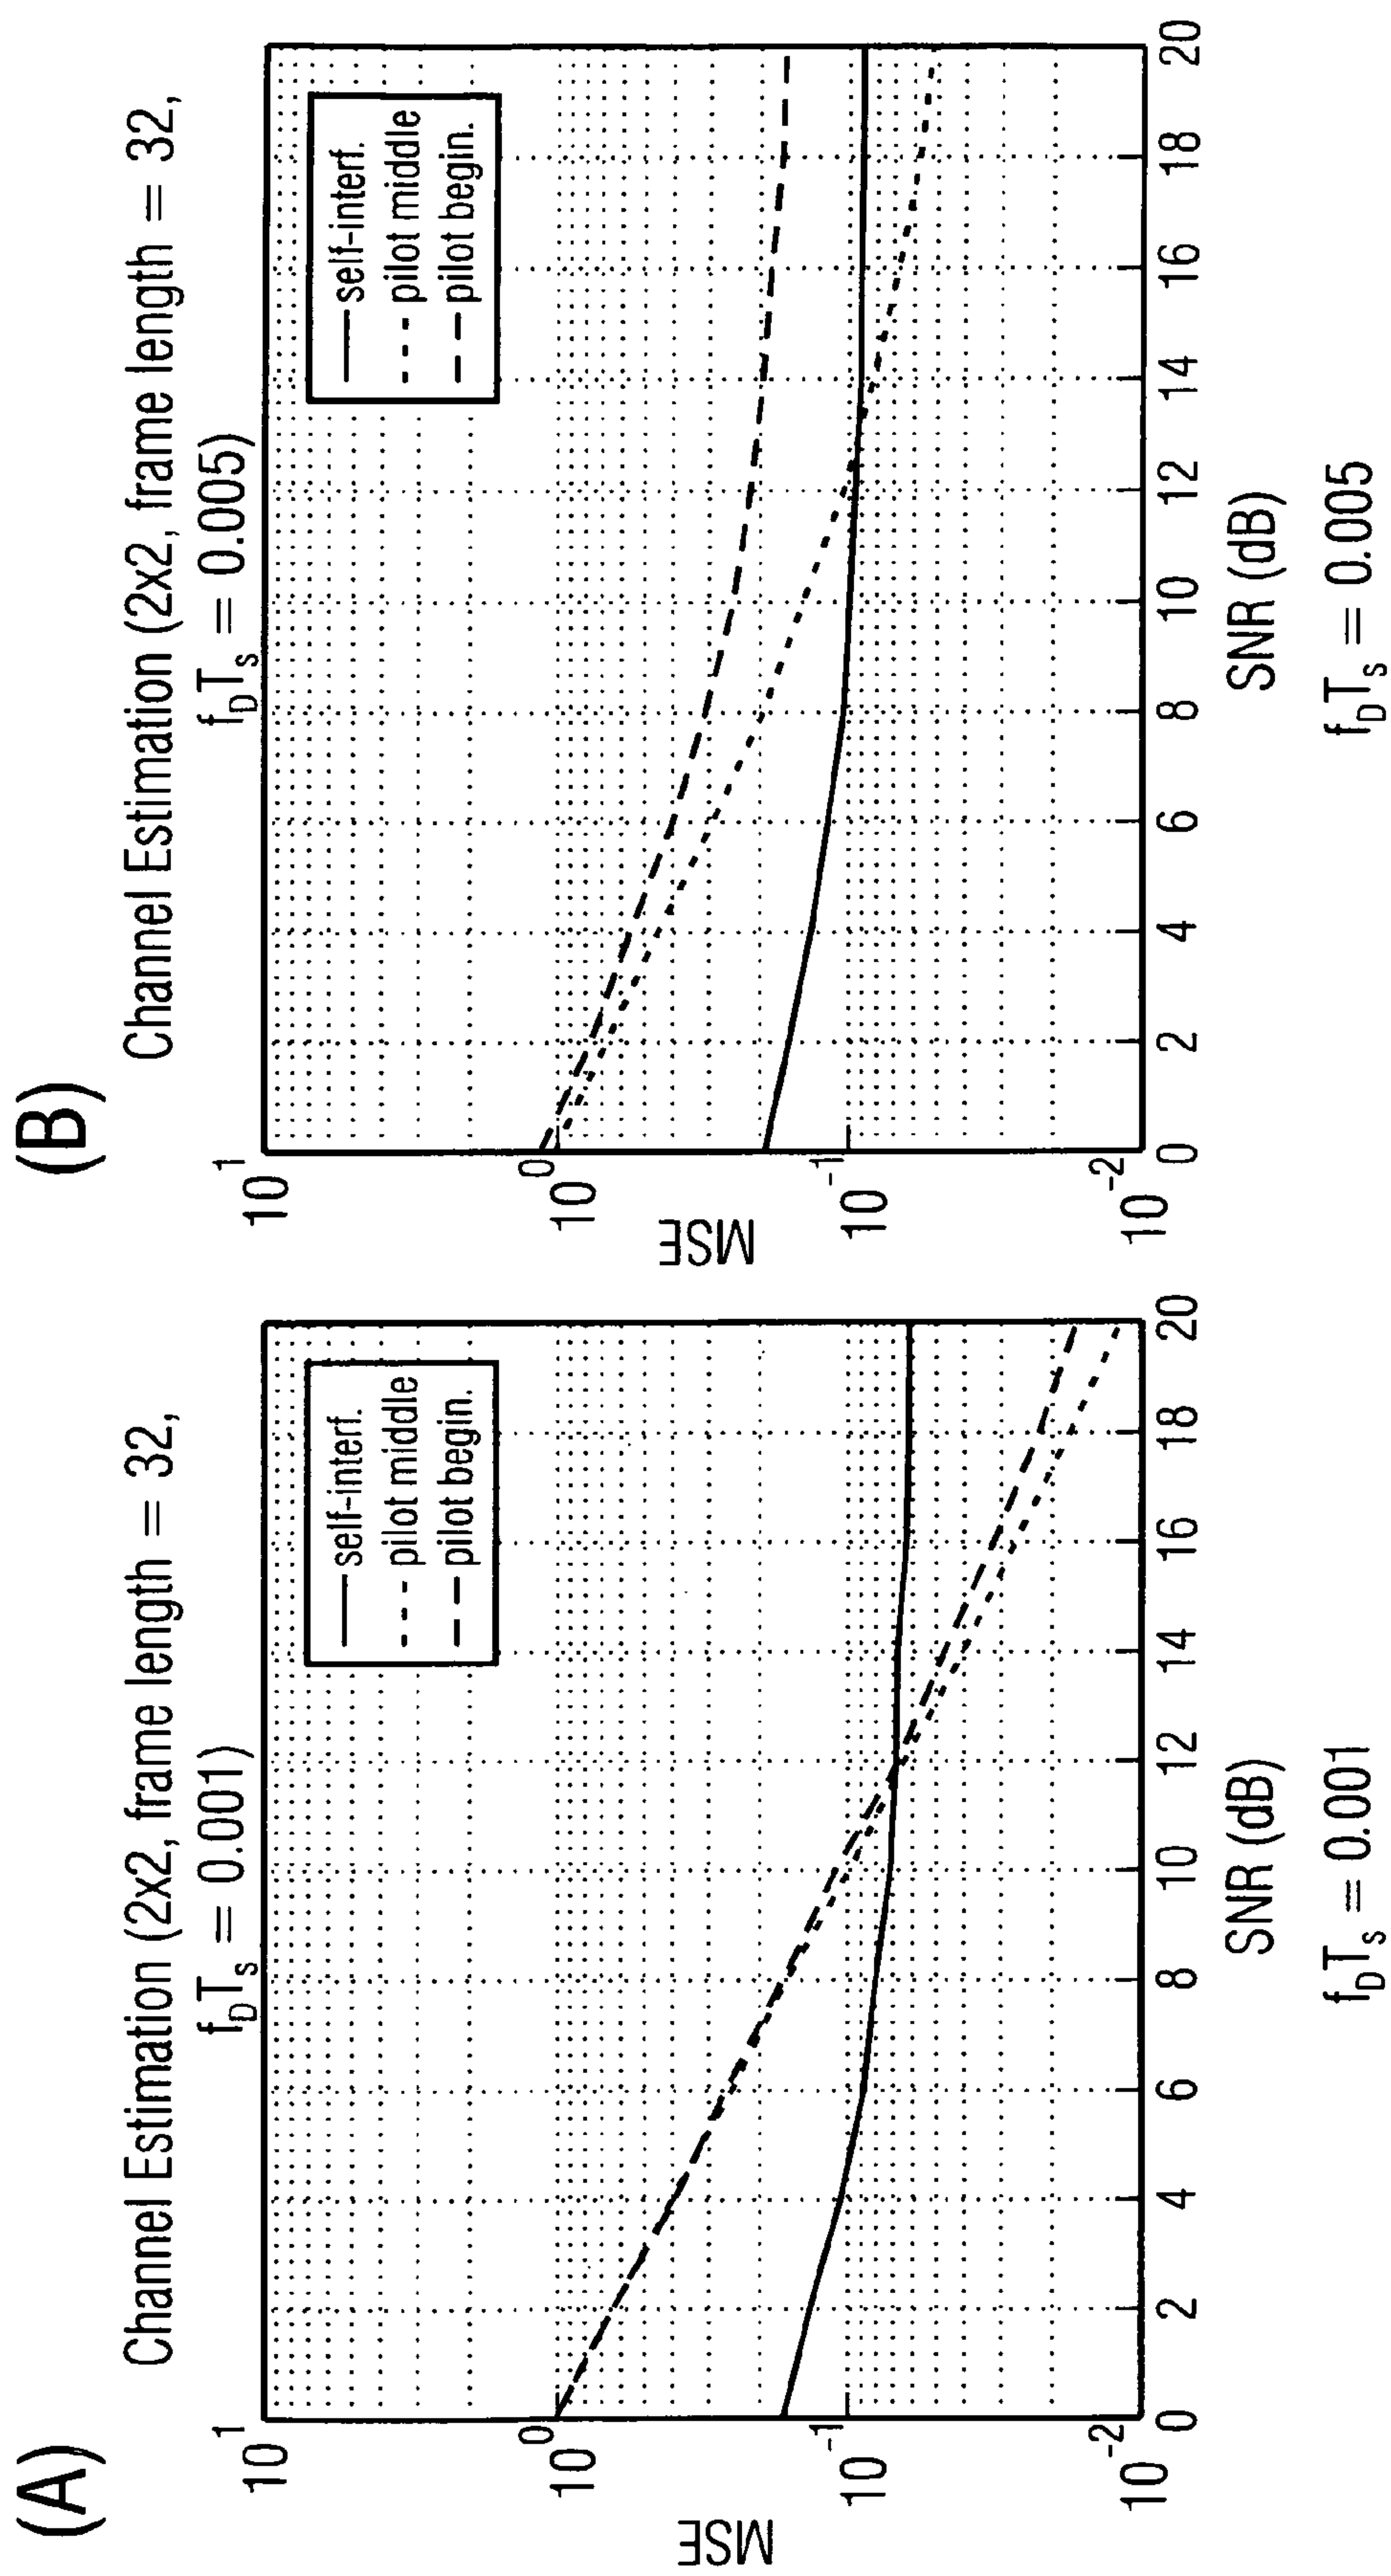 (A)
Channel Estimation (2x2, frame length = 32,
fDTs = 0.001)
self-interf.
pilot middle
pilot begin.
MSE
10^1
10^0
10^-1
10^-2
0 2 4 6 8 10 12 14 16 18 20
SNR (dB)
fDTs = 0.001
(B)
Channel Estimation (2x2, frame length = 32,
fDTs = 0.005)
self-interf.
pilot middle
pilot begin.
MSE
10^1
10^0
10^-1
10^-2
0 2 4 6 8 10 12 14 16 18 20
SNR (dB)
fDTs = 0.005